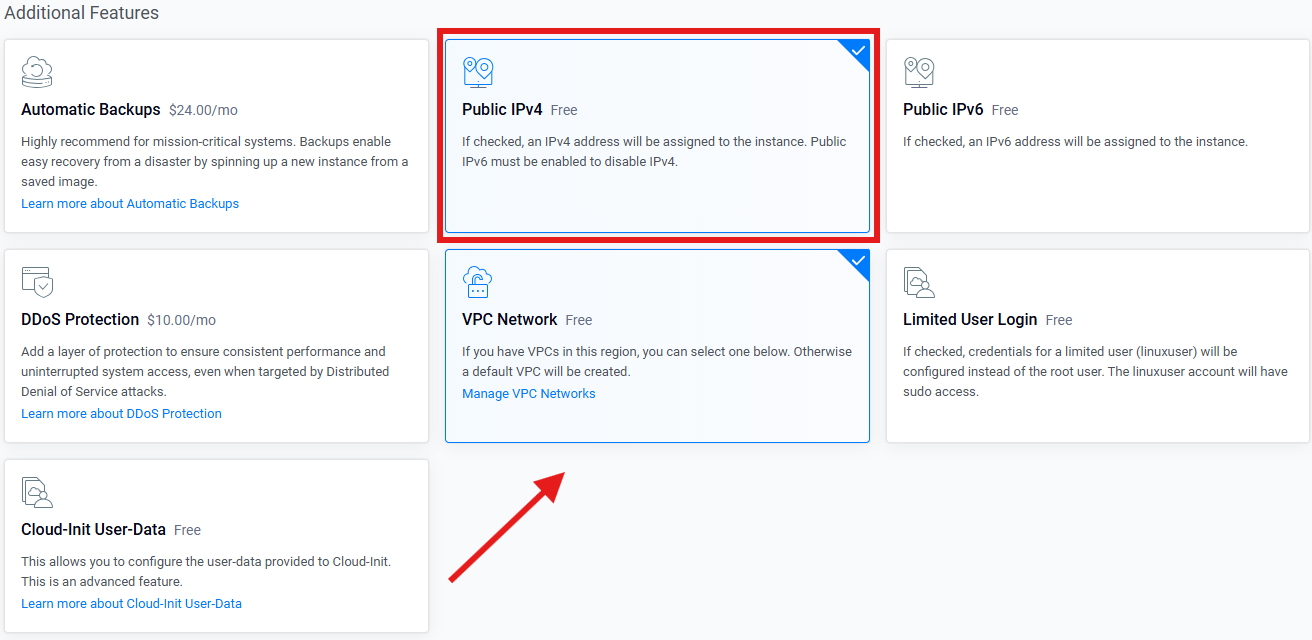 Additional Features
Automatic Backups $24.00/mo
Highly recommend for mission-critical systems. Backups enable
easy recovery from a disaster by spinning up a new instance from a
saved image.
Learn more about Automatic Backups
Public IPv4 Free
If checked, an IPv4 address will be assigned to the instance. Public
IPv6 must be enabled to disable IPv4.
Public IPv6 Free
If checked, an IPv6 address will be assigned to the instance.
DDoS Protection $10.00/mo
Add a layer of protection to ensure consistent performance and
uninterrupted system access, even when targeted by Distributed
Denial of Service attacks.
Learn more about DDoS Protection
VPC Network Free
If you have VPCs in this region, you can select one below. Otherwise
a default VPC will be created.
Manage VPC Networks
Limited User Login Free
If checked, credentials for a limited user (linuxuser) will be
configured instead of the root user. The linuxuser account will have
sudo access.
Cloud-Init User-Data Free
This allows you to configure the user-data provided to Cloud-Init.
This is an advanced feature.
Learn more about Cloud-Init User-Data